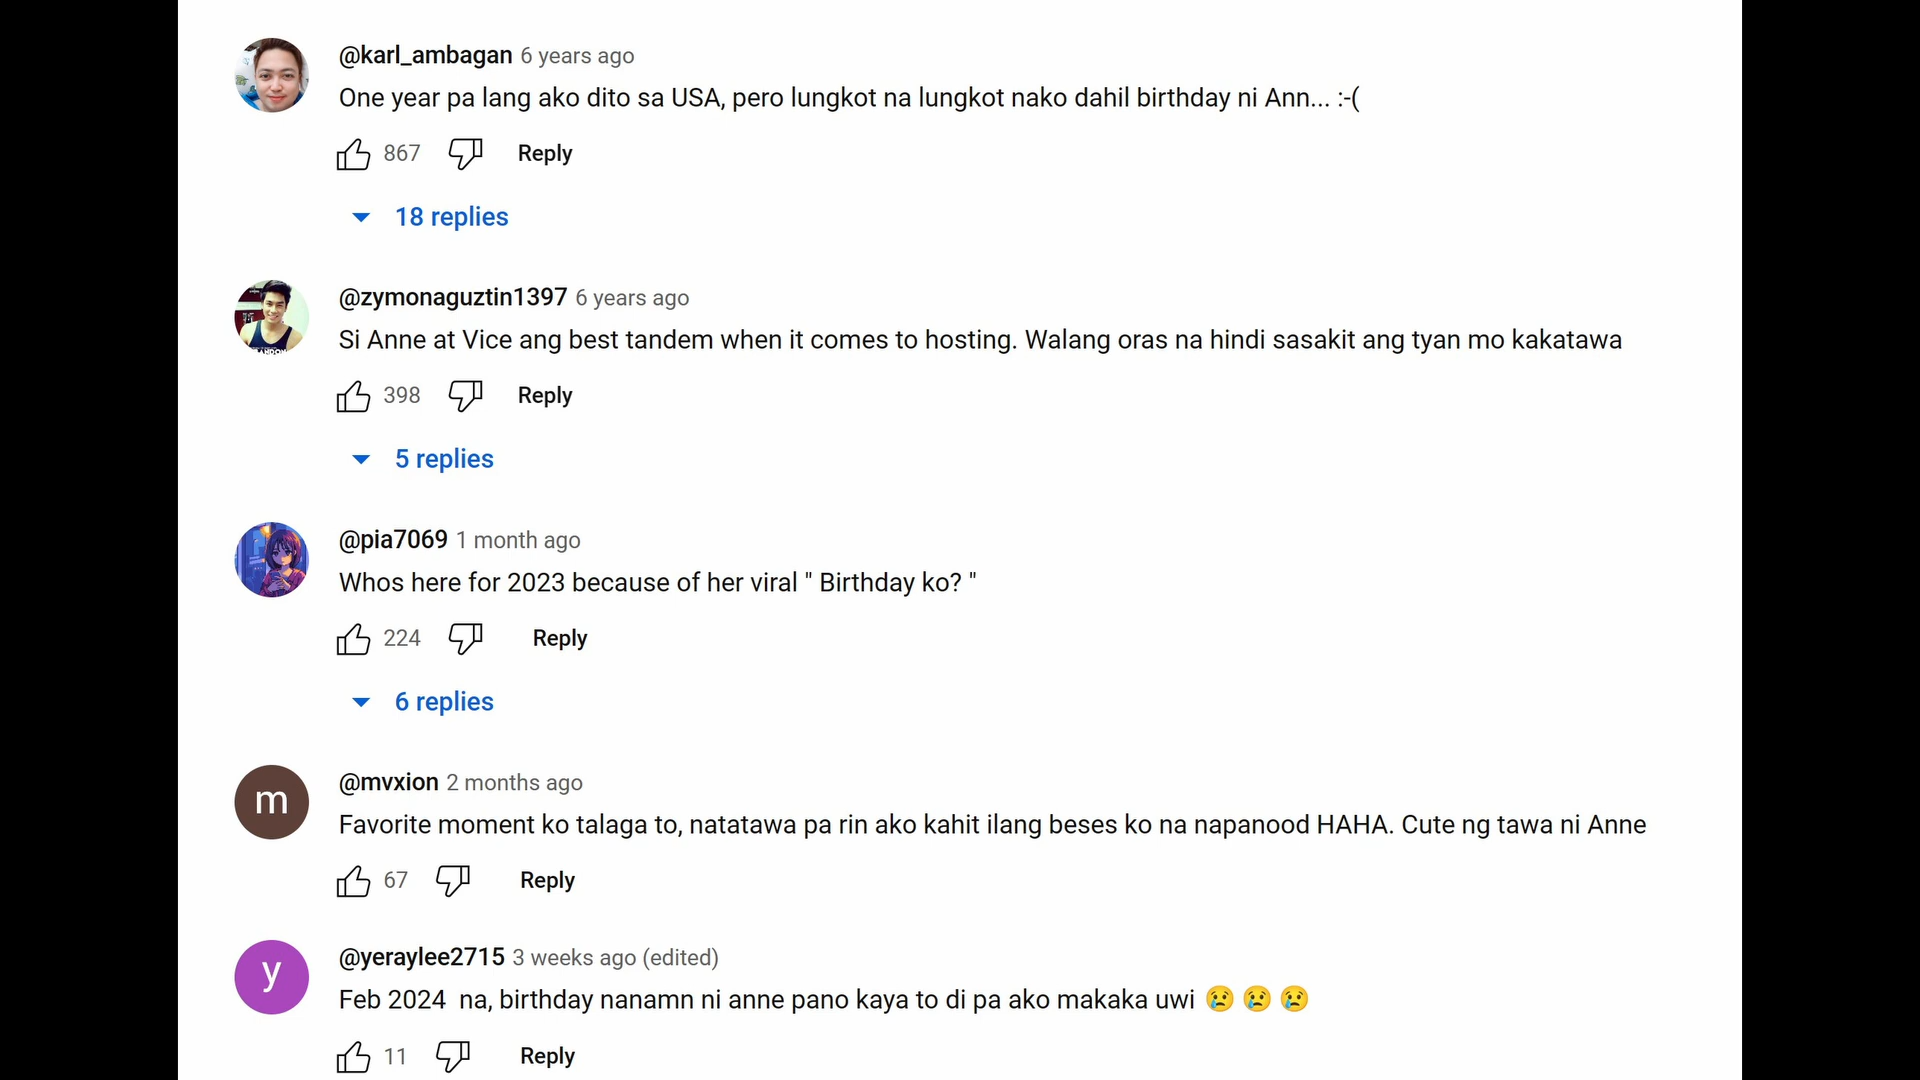 @karl_ambagan 6 years ago
One year pa lang ako dito sa USA, pero lungkot na lungkot nako dahil birthday ni Ann... :-(
867 Reply
18 replies
@zymonaguztin1397 6 years ago
Si Anne at Vice ang best tandem when it comes to hosting. Walang oras na hindi sasakit ang tyan mo kakatawa
398 Reply
5 replies
@pia7069 1 month ago
Whos here for 2023 because of her viral " Birthday ko? "
224 Reply
6 replies
m
@mvxion 2 months ago
Favorite moment ko talaga to, natatawa pa rin ako kahit ilang beses ko na napanood HAHA. Cute ng tawa ni Anne
67 Reply
y
@yeraylee2715 3 weeks ago (edited)
Feb 2024 na, birthday nanamn ni anne pano kaya to di pa ako makaka uwi 😢 😢 😢
11 Reply